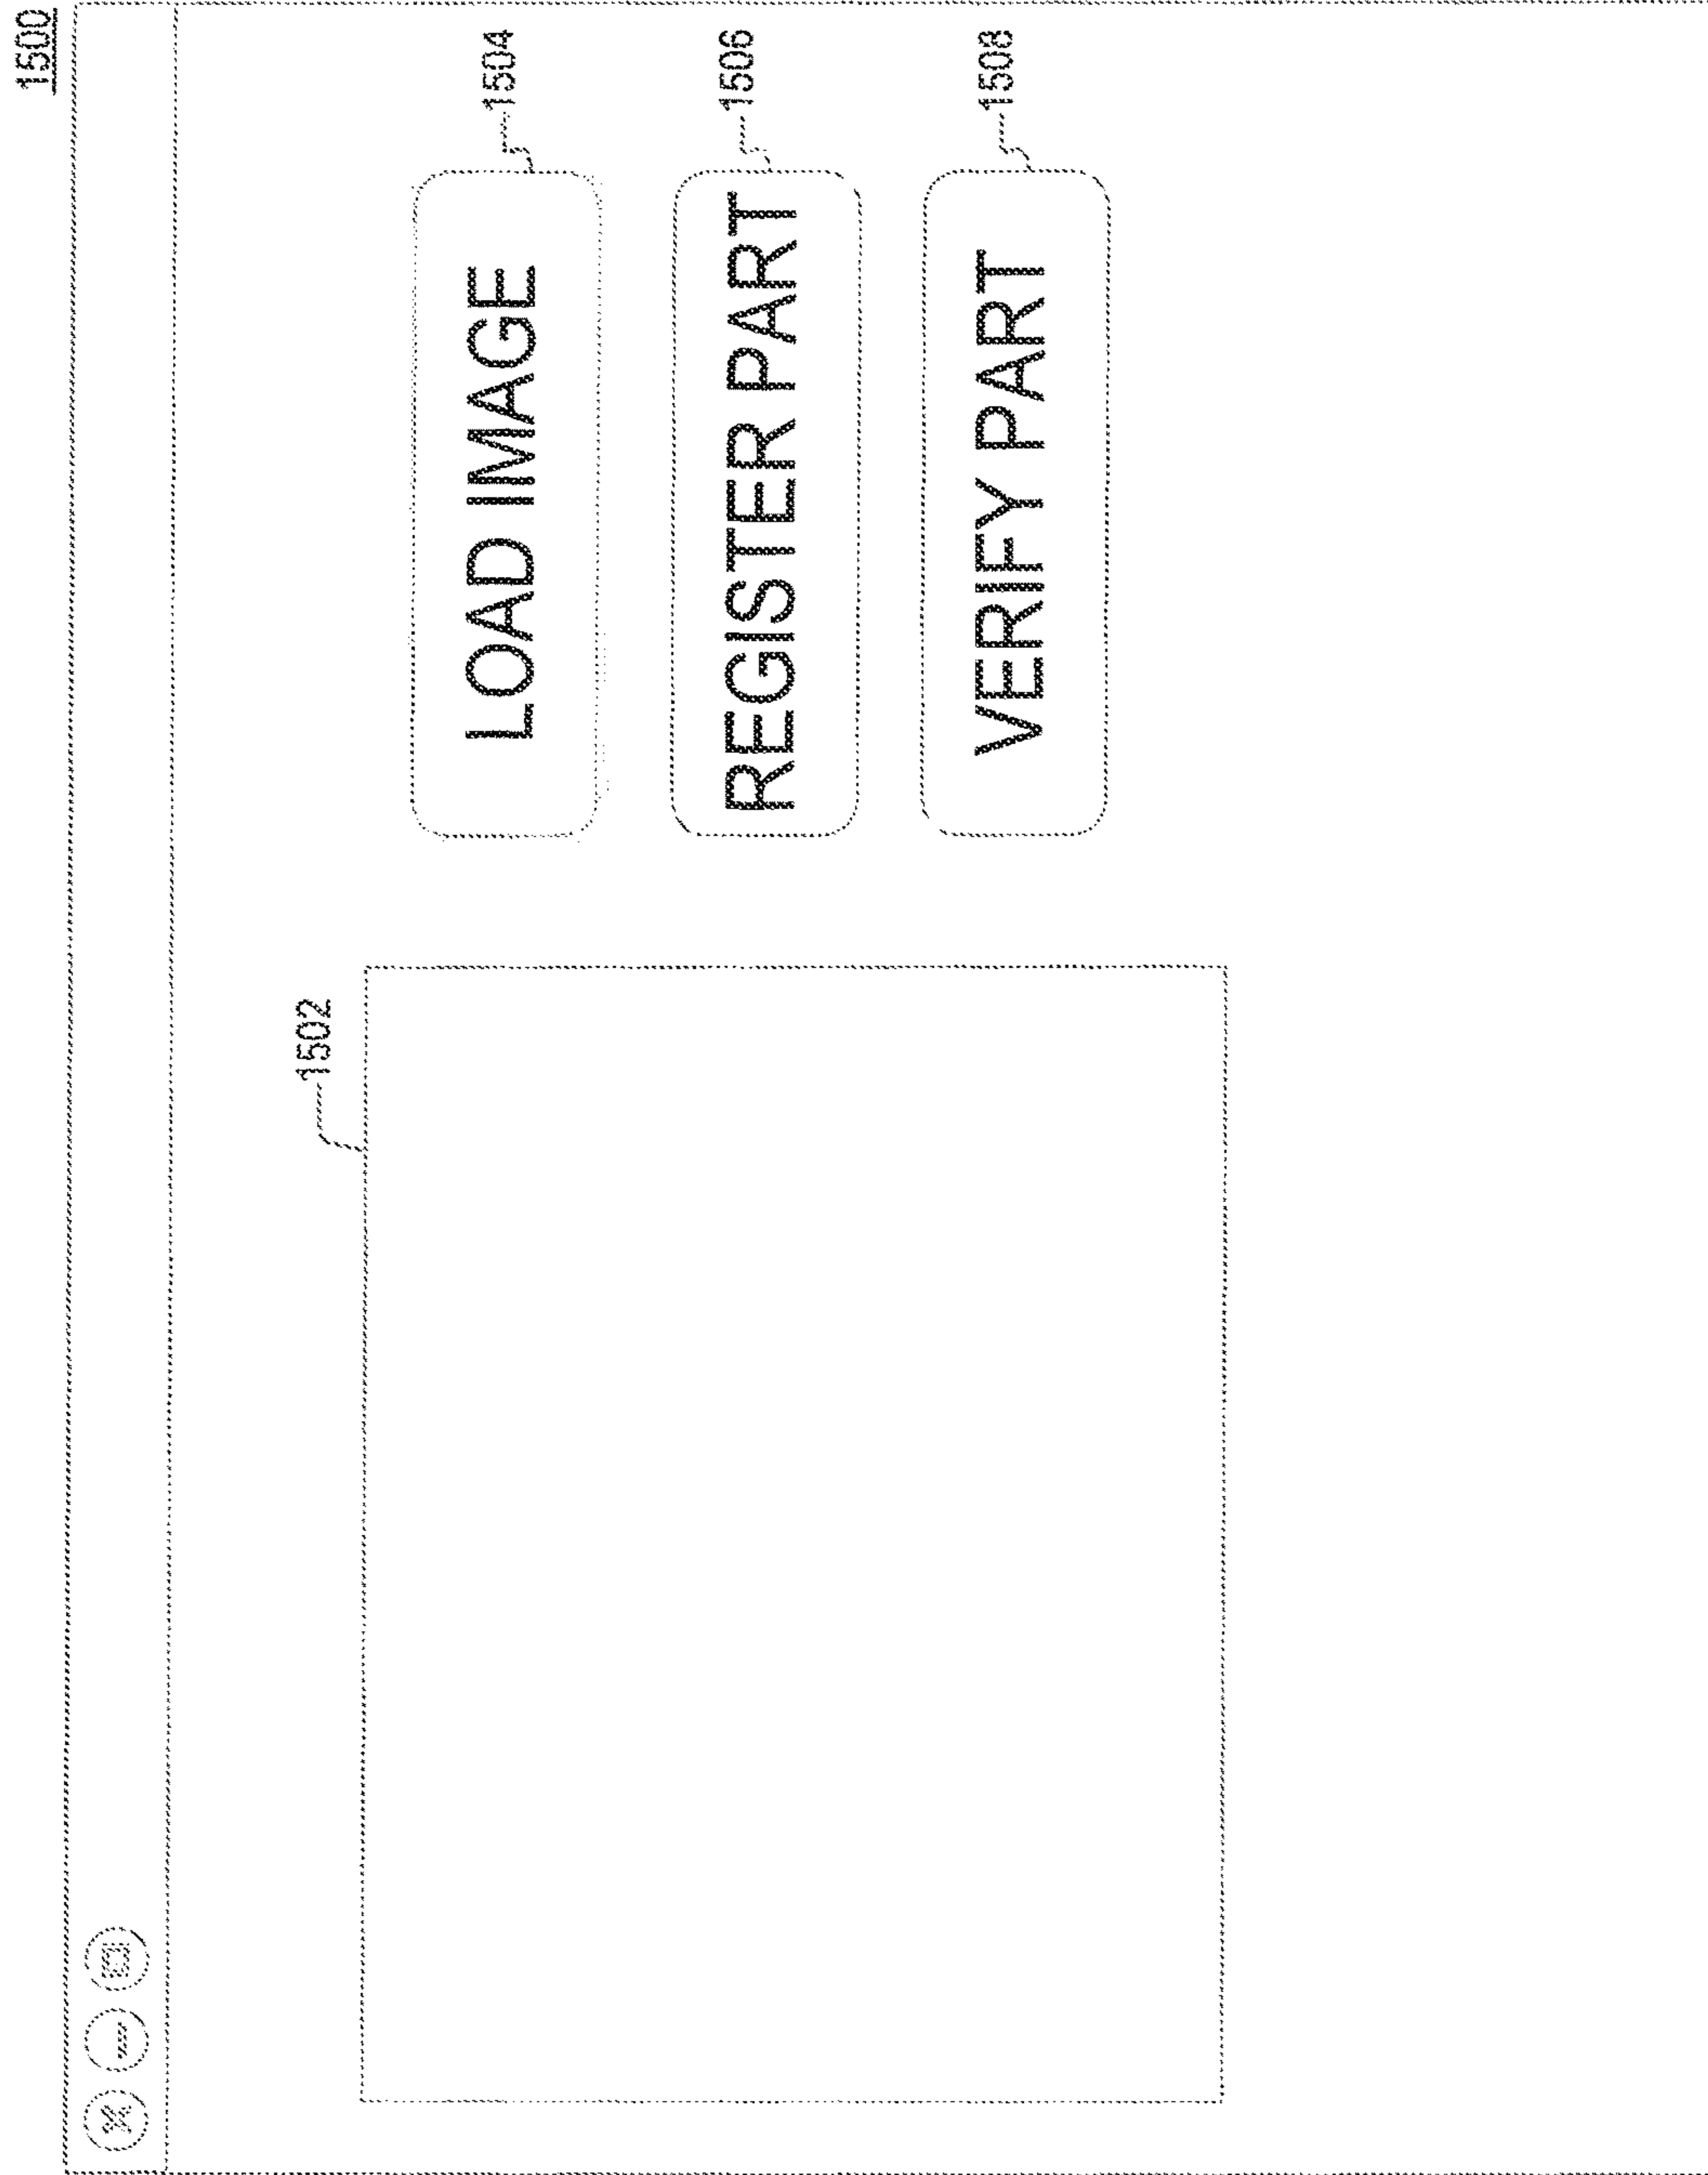 1500
1502
LOAD IMAGE
1504
REGISTER PART
1506
VERIFY PART
1508